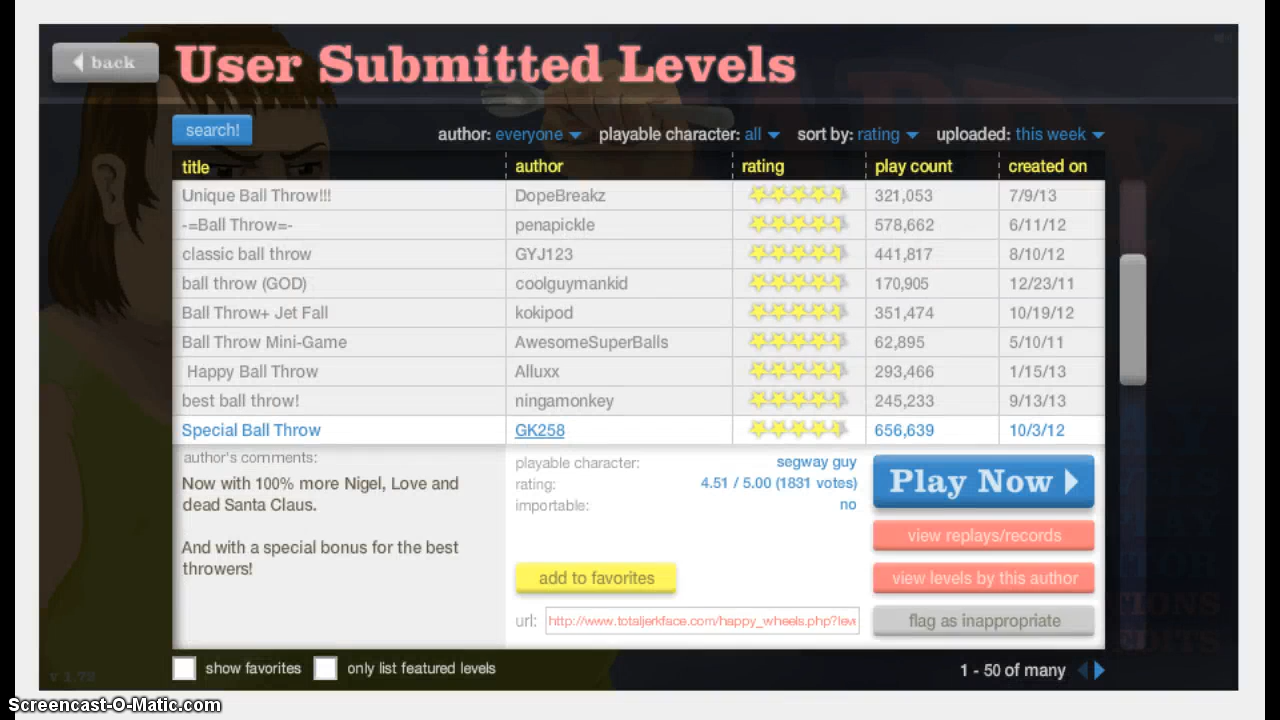 back
User Submitted Levels
search!
author: everyone playable character: all sort by: rating uploaded: this week
title author rating play count created on
Unique Ball Throw!!! DopeBreakz 321,053 7/9/13
-=Ball Throw=- penapickle 578,662 6/11/12
classic ball throw GYJ123 441,817 8/10/12
ball throw (GOD) coolguymankid 170,905 12/23/11
Ball Throw+ Jet Fall kokipod 351,474 10/19/12
Ball Throw Mini-Game AwesomeSuperBalls 62,895 5/10/11
Happy Ball Throw Alluxx 293,466 1/15/13
best ball throw! ningamonkey 245,233 9/13/13
Special Ball Throw GK258 656,639 10/3/12
author's comments:
Now with 100% more Nigel, Love and
dead Santa Claus.
And with a special bonus for the best
throwers!
playable character: segway guy
rating: 4.51 / 5.00 (1831 votes)
importable: no
add to favorites
url: http://www.totaljerkface.com/happy_wheels.php?leve
Play Now
view replays/records
view levels by this author
flag as inappropriate
show favorites only list featured levels
1 - 50 of many
v 1.72
Screencast-O-Matic.com